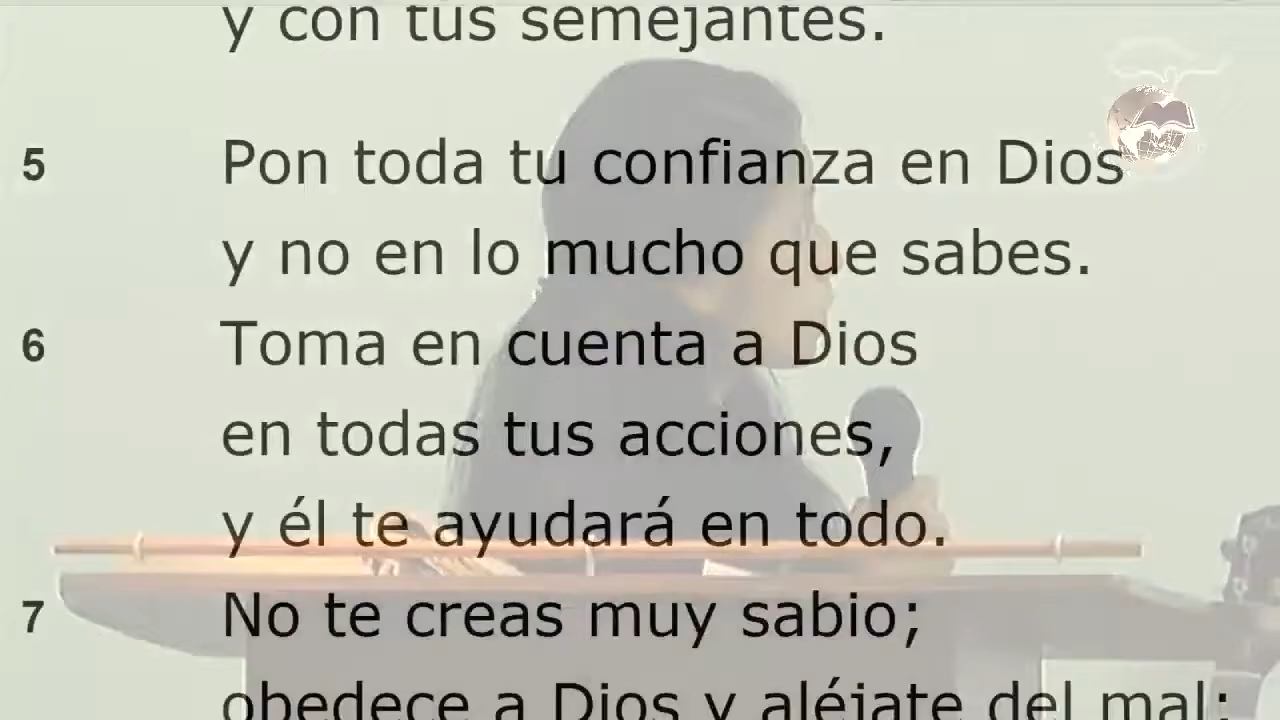 y con tus semejantes.
5 Pon toda tu confianza en Dios
y no en lo mucho que sabes.
6 Toma en cuenta a Dios
en todas tus acciones,
y él te ayudará en todo.
7 No te creas muy sabio;
obedece a Dios y aléjate del mal;